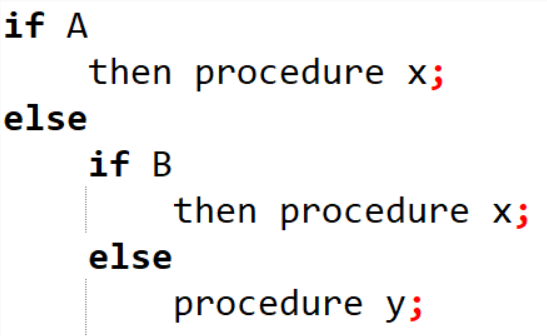 if A
then procedure x;
else
if B
then procedure x;
else
procedure y;